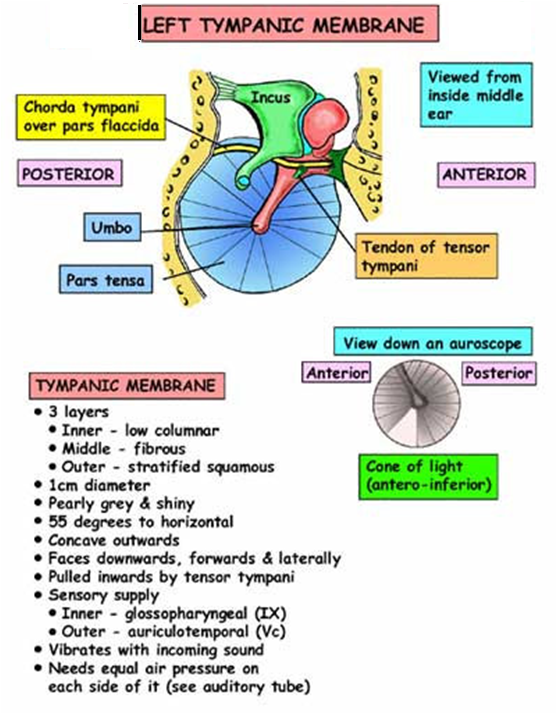 LEFT TYMPANIC MEMBRANE
Viewed from
inside middle
ear
Incus
Chorda tympani
over pars flaccida
POSTERIOR
ANTERIOR
Umbo
Tendon of tensor
tympani
Pars tensa
View down an auroscope
Anterior
Posterior
Cone of light
(antero-inferior)
TYMPANIC MEMBRANE
• 3 layers
• Inner - low columnar
• Middle - fibrous
• Outer - stratified squamous
• 1cm diameter
• Pearly grey & shiny
• 55 degrees to horizontal
• Concave outwards
• Faces downwards, forwards & laterally
• Pulled inwards by tensor tympani
• Sensory supply
• Inner - glossopharyngeal (IX)
• Outer - auriculotemporal (Vc)
• Vibrates with incoming sound
• Needs equal air pressure on
each side of it (see auditory tube)